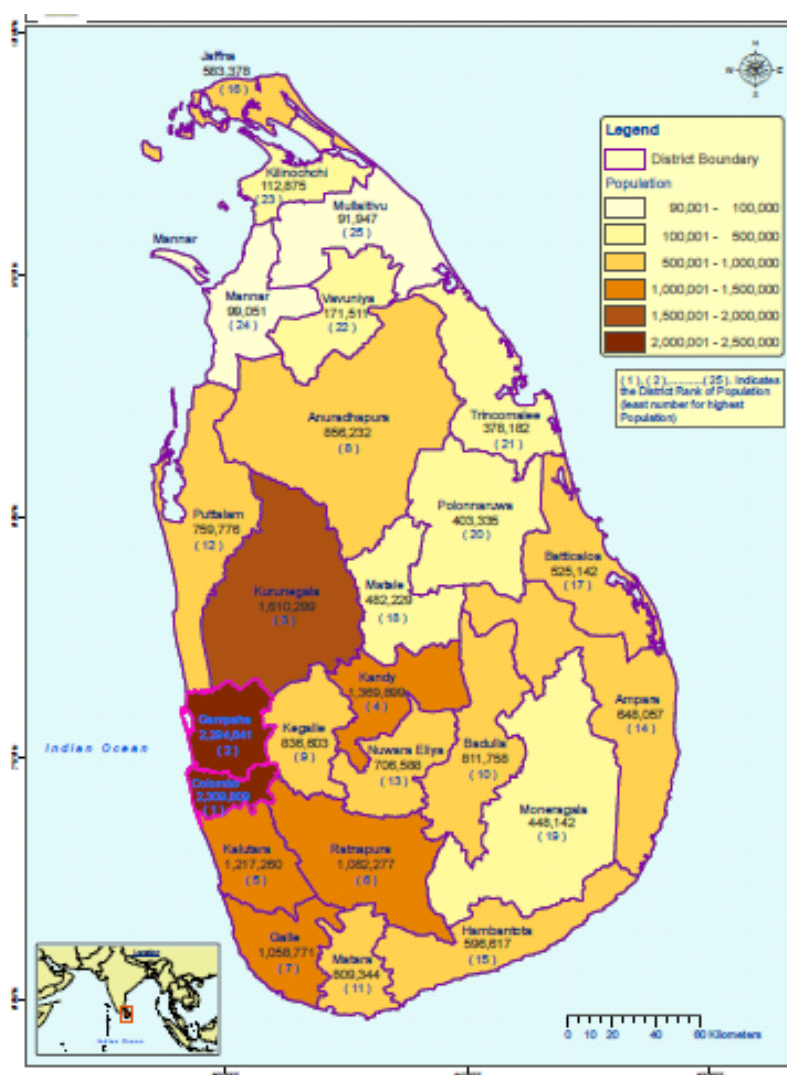 Jaffna
583,378
( 16 )
Kilinochchi
112,875
( 23 )
Mullaitivu
91,947
( 25 )
Mannar
Mannar
99,051
( 24 )
Vavuniya
171,511
( 22 )
Anuradhapura
856,232
( 8 )
Trincomalee
378,182
( 21 )
Puttalam
759,776
( 12 )
Polonnaruwa
403,335
( 20 )
Batticaloa
525,142
( 17 )
Kurunegala
1,610,299
( 3 )
Matale
482,229
( 18 )
Kandy
1,369,899
( 4 )
Ampara
648,057
( 14 )
Gampaha
2,294,641
( 2 )
Kegalle
836,603
( 9 )
Nuwara Eliya
706,588
( 13 )
Badulla
811,758
( 10 )
Indian Ocean
Colombo
2,309,809
( 1 )
Moneragala
448,142
( 19 )
Kalutara
1,217,260
( 5 )
Ratnapura
1,082,277
( 6 )
Galle
1,058,771
( 7 )
Matara
809,344
( 11 )
Hambantota
596,617
( 15 )
N
E
S
W
Legend
District Boundary
Population
90,001 - 100,000
100,001 - 500,000
500,001 - 1,000,000
1,000,001 - 1,500,000
1,500,001 - 2,000,000
2,000,001 - 2,500,000
( 1 ), ( 2 ),...........( 25 ). Indicates
the District Rank of Population
(least number for highest
Population)
Location
Indian Ocean
0 10 20 40 60 Kilometers